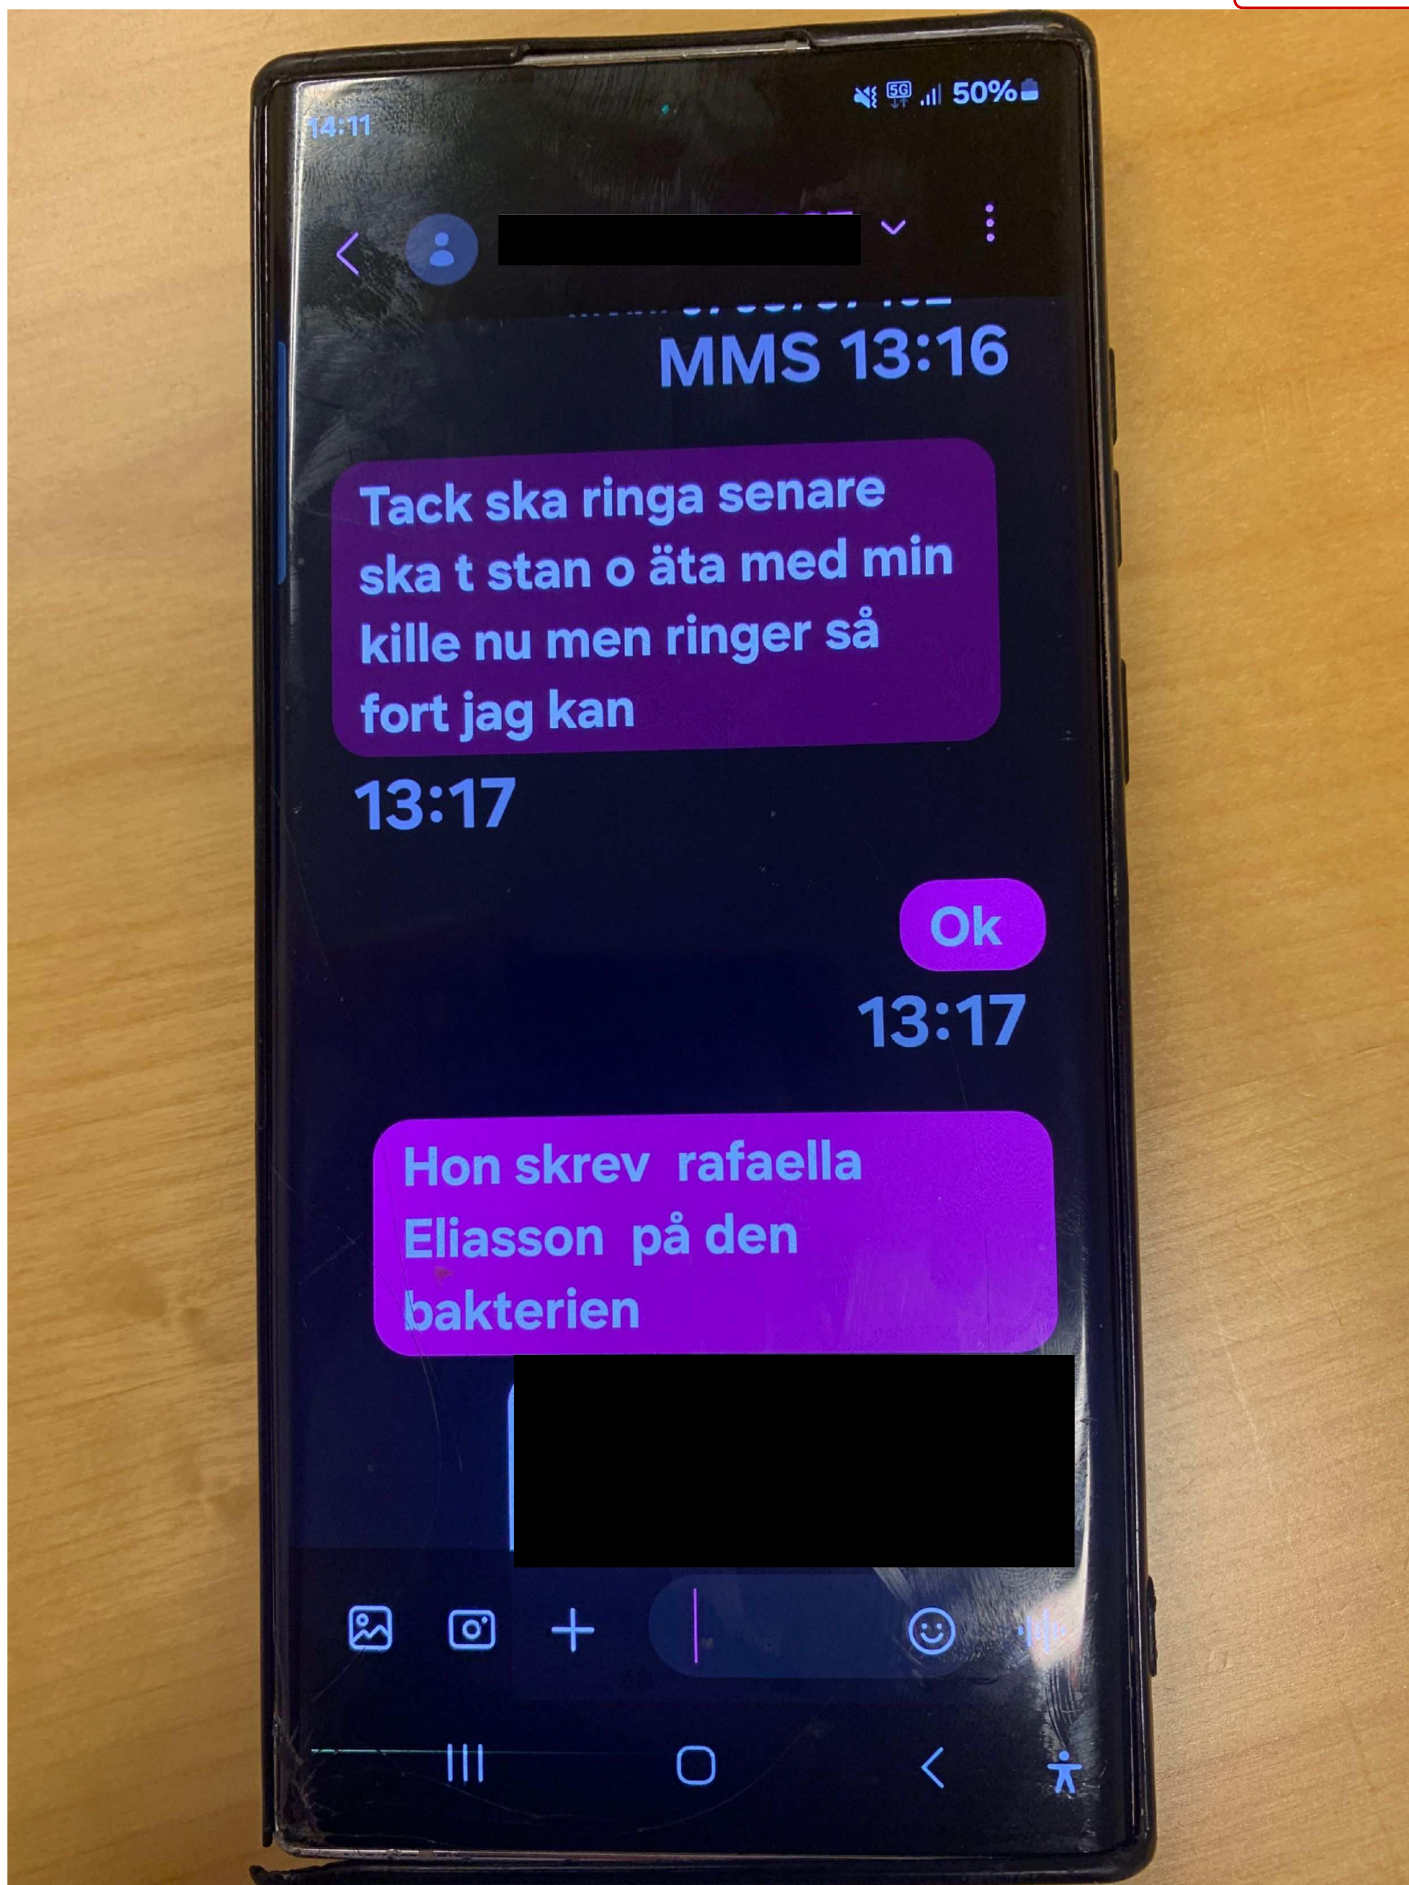 14:11
5G 50%
MMS 13:16
Tack ska ringa senare
ska t stan o äta med min
kille nu men ringer så
fort jag kan
13:17
Ok
13:17
Hon skrev rafaella
Eliasson på den
bakterien